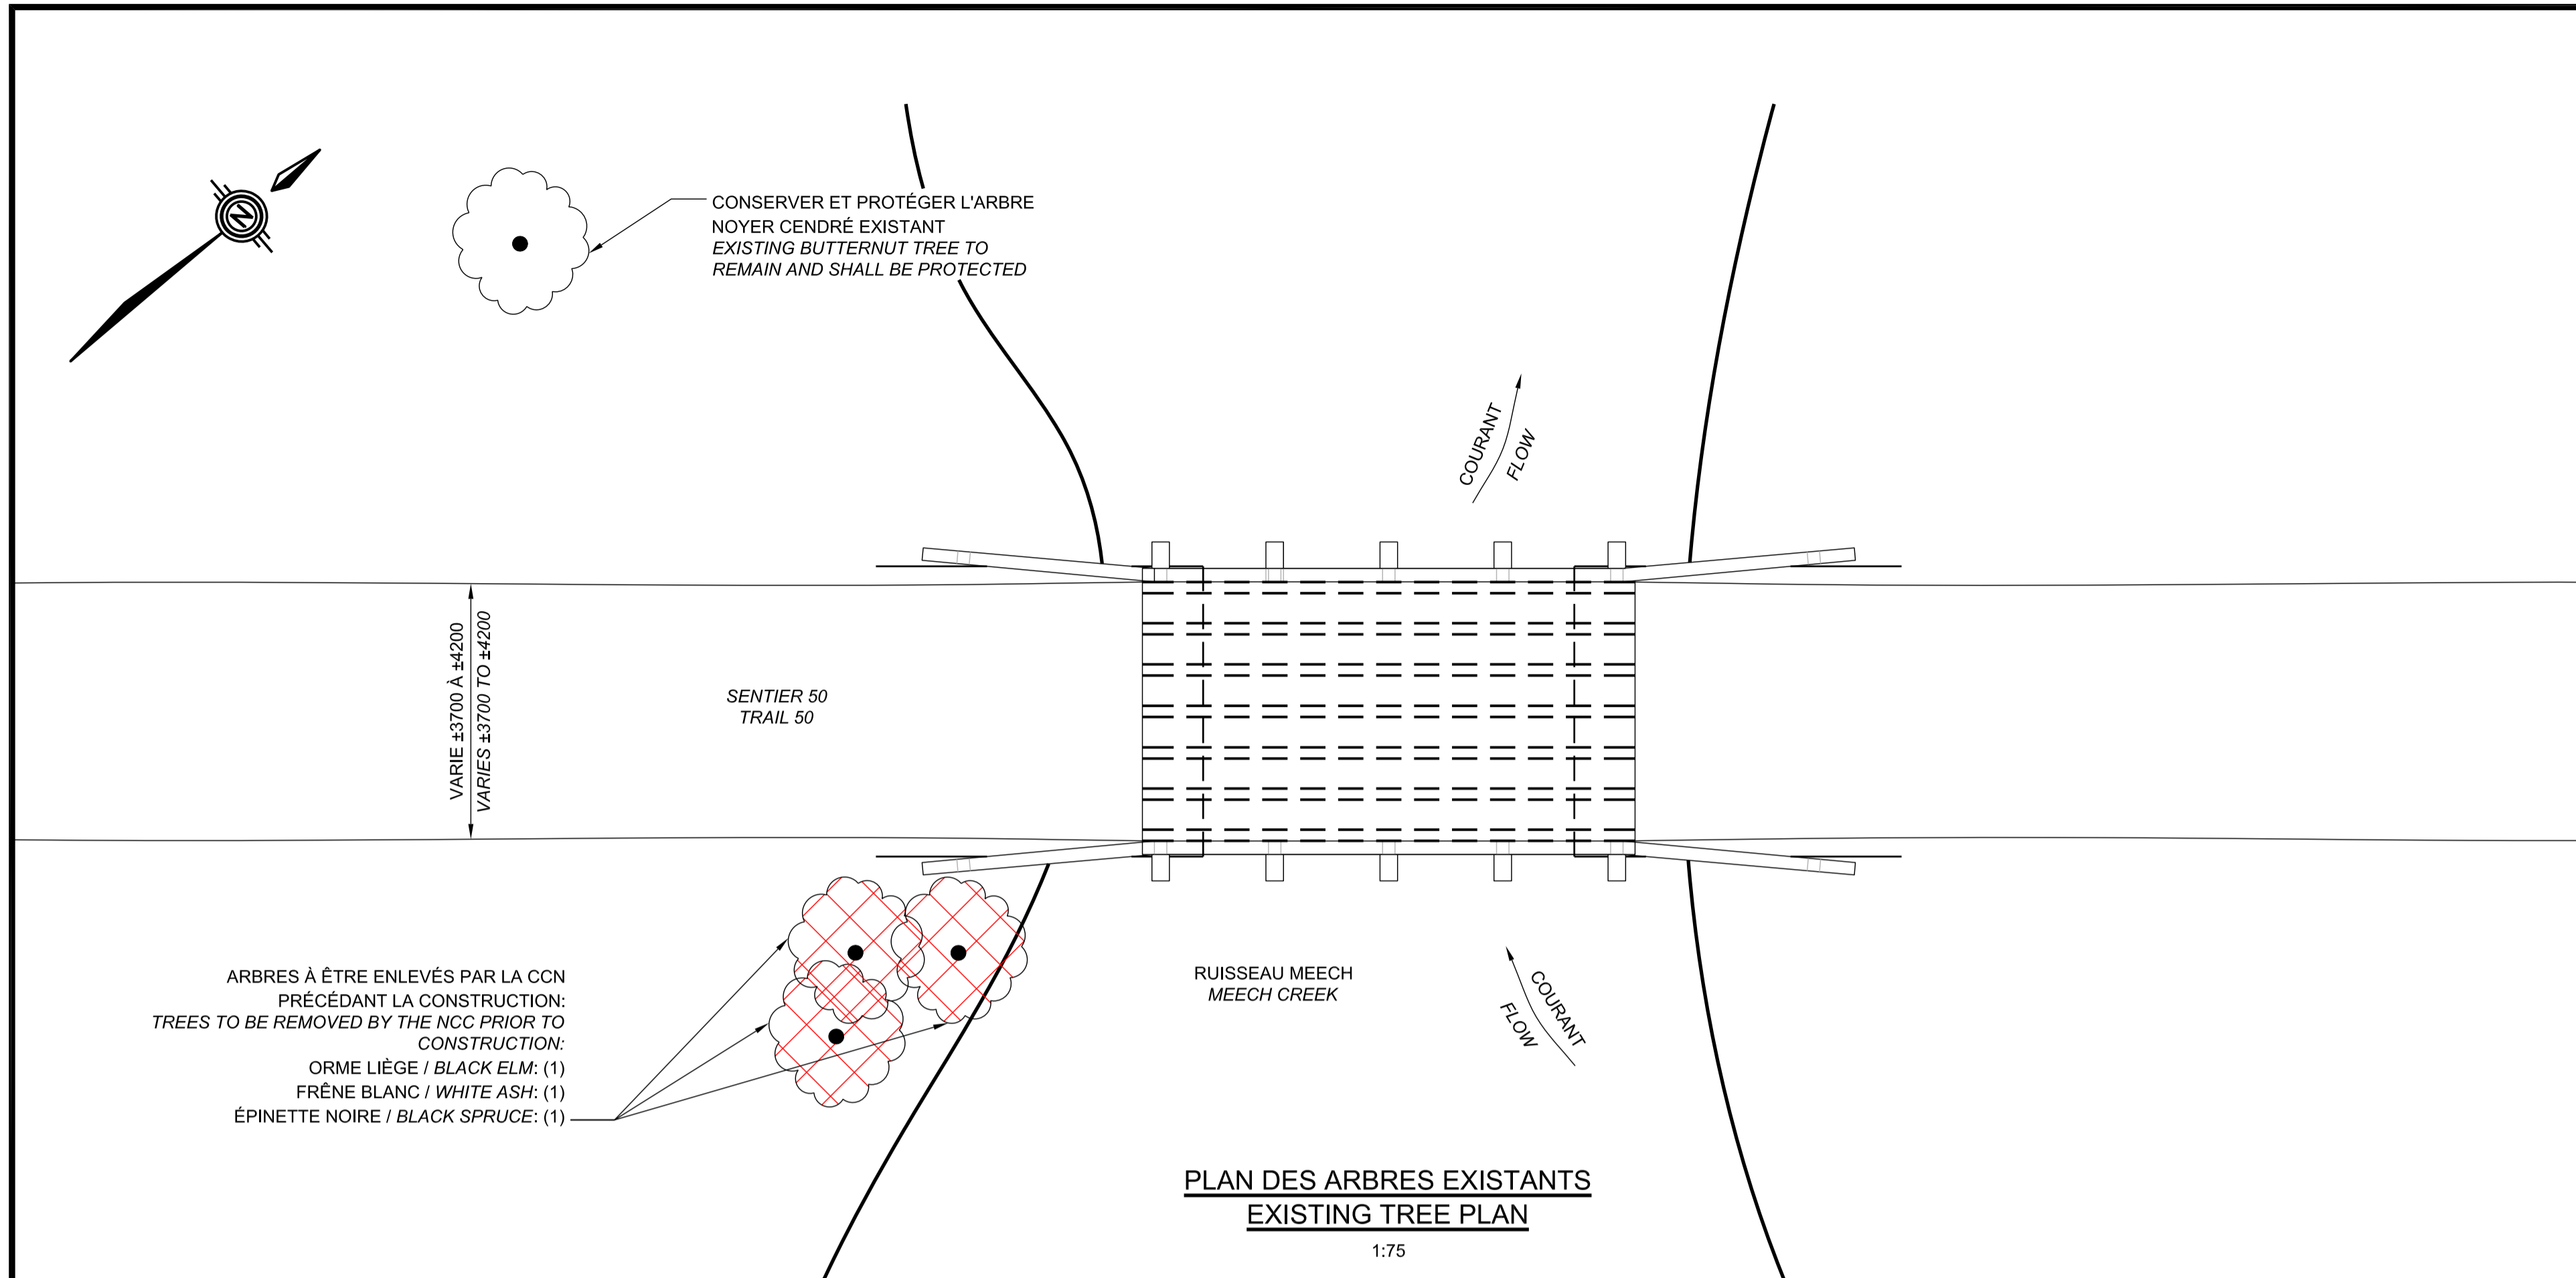 N
CONSERVER ET PROTÉGER L'ARBRE
NOYER CENDRÉ EXISTANT
EXISTING BUTTERNUT TREE TO
REMAIN AND SHALL BE PROTECTED
COURANT
FLOW
VARIE ±3700 À ±4200
VARIES ±3700 TO ±4200
SENTIER 50
TRAIL 50
ARBRES À ÊTRE ENLEVÉS PAR LA CCN
PRÉCÉDANT LA CONSTRUCTION:
TREES TO BE REMOVED BY THE NCC PRIOR TO
CONSTRUCTION:
ORME LIÈGE / BLACK ELM: (1)
FRÊNE BLANC / WHITE ASH: (1)
ÉPINETTE NOIRE / BLACK SPRUCE: (1)
RUISSEAU MEECH
MEECH CREEK
COURANT
FLOW
PLAN DES ARBRES EXISTANTS
EXISTING TREE PLAN
1:75